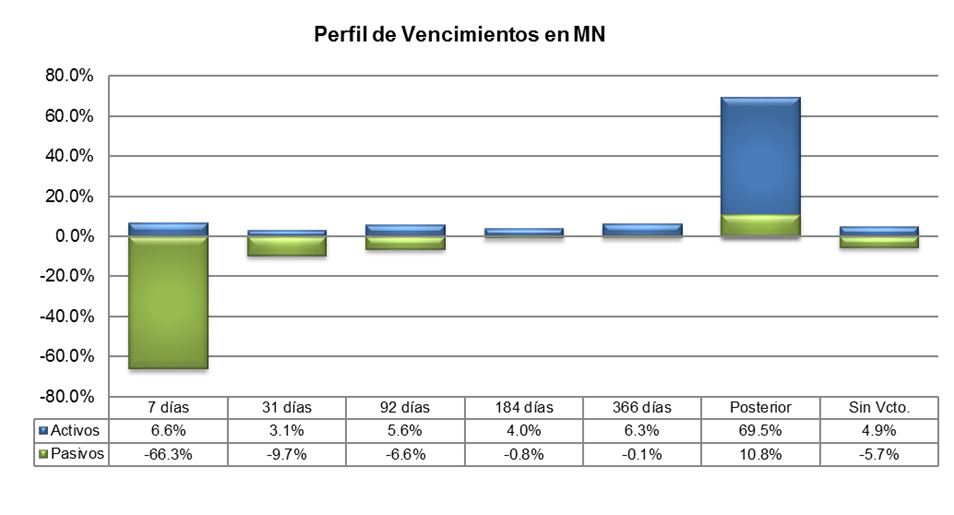 Perfil de Vencimientos en MN
80.0%
60.0%
40.0%
20.0%
0.0%
-20.0%
-40.0%
-60.0%
-80.0%
7 días 31 días 92 días 184 días 366 días Posterior Sin Vcto.
Activos 6.6% 3.1% 5.6% 4.0% 6.3% 69.5% 4.9%
Pasivos -66.3% -9.7% -6.6% -0.8% -0.1% 10.8% -5.7%